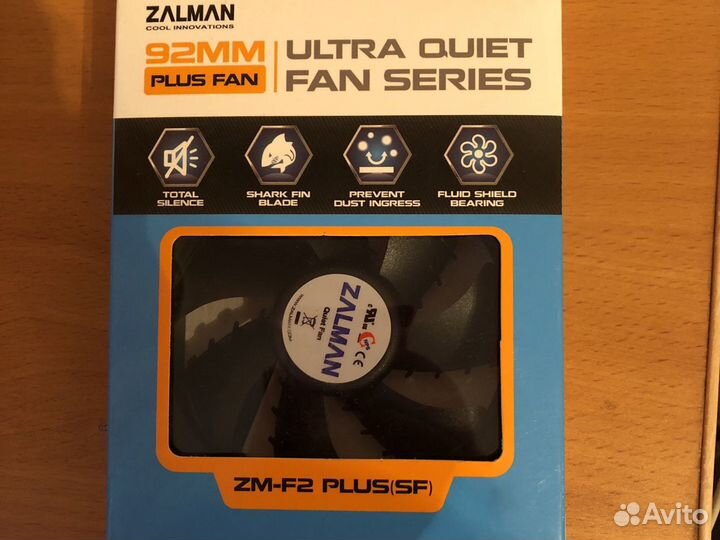 ZALMAN
COOL INNOVATIONS
92MM
PLUS FAN
ULTRA QUIET
FAN SERIES
TOTAL
SILENCE
SHARK FIN
BLADE
PREVENT
DUST INGRESS
FLUID SHIELD
BEARING
ZALMAN
Quiet Fan
CE
ZM-F2 PLUS(SF)
Avito